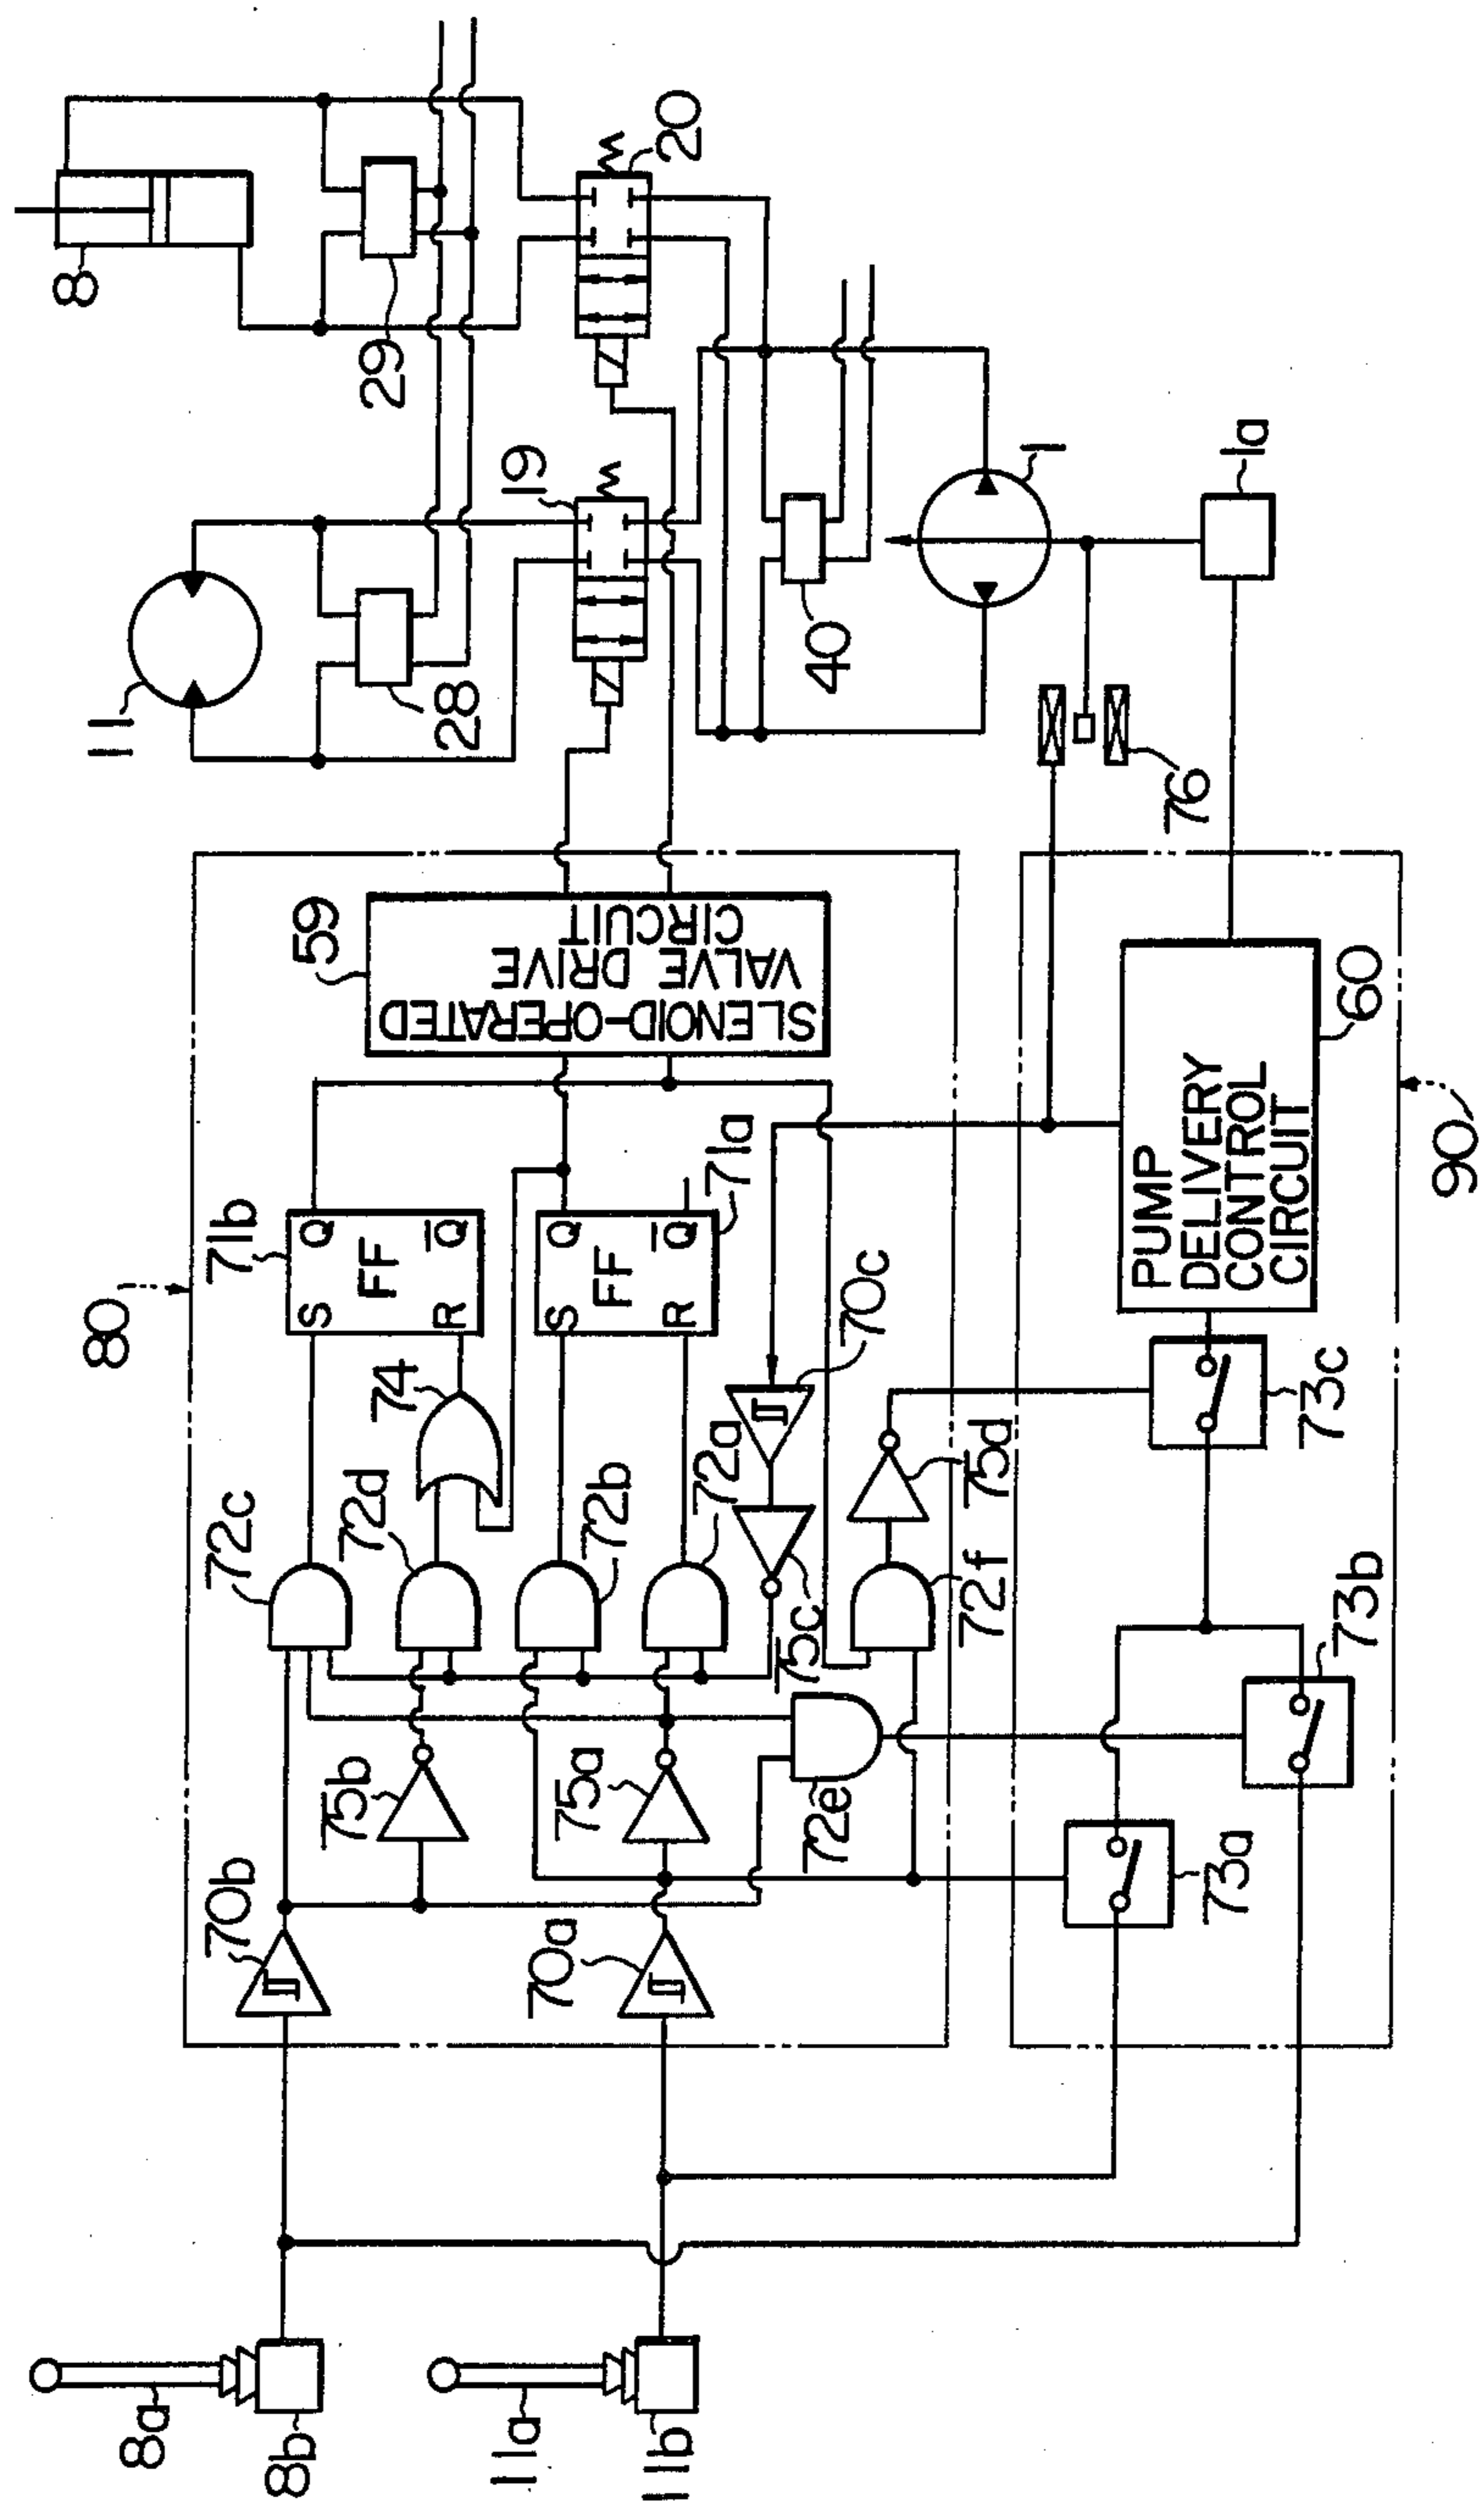 8
29
20
11
28
19
40
1
1a
76
59
SLENOID-OPERATED
VALVE DRIVE
CIRCUIT
80
71b
S
Q
FF
R
Q̅
71a
S
Q
FF
R
Q̅
74
70c
72c
72d
72b
72a
75c
75d
72f
PUMP
DELIVERY
CONTROL
CIRCUIT
60
90
73c
73b
75b
75a
72e
73a
70b
70a
8a
8b
11a
11b